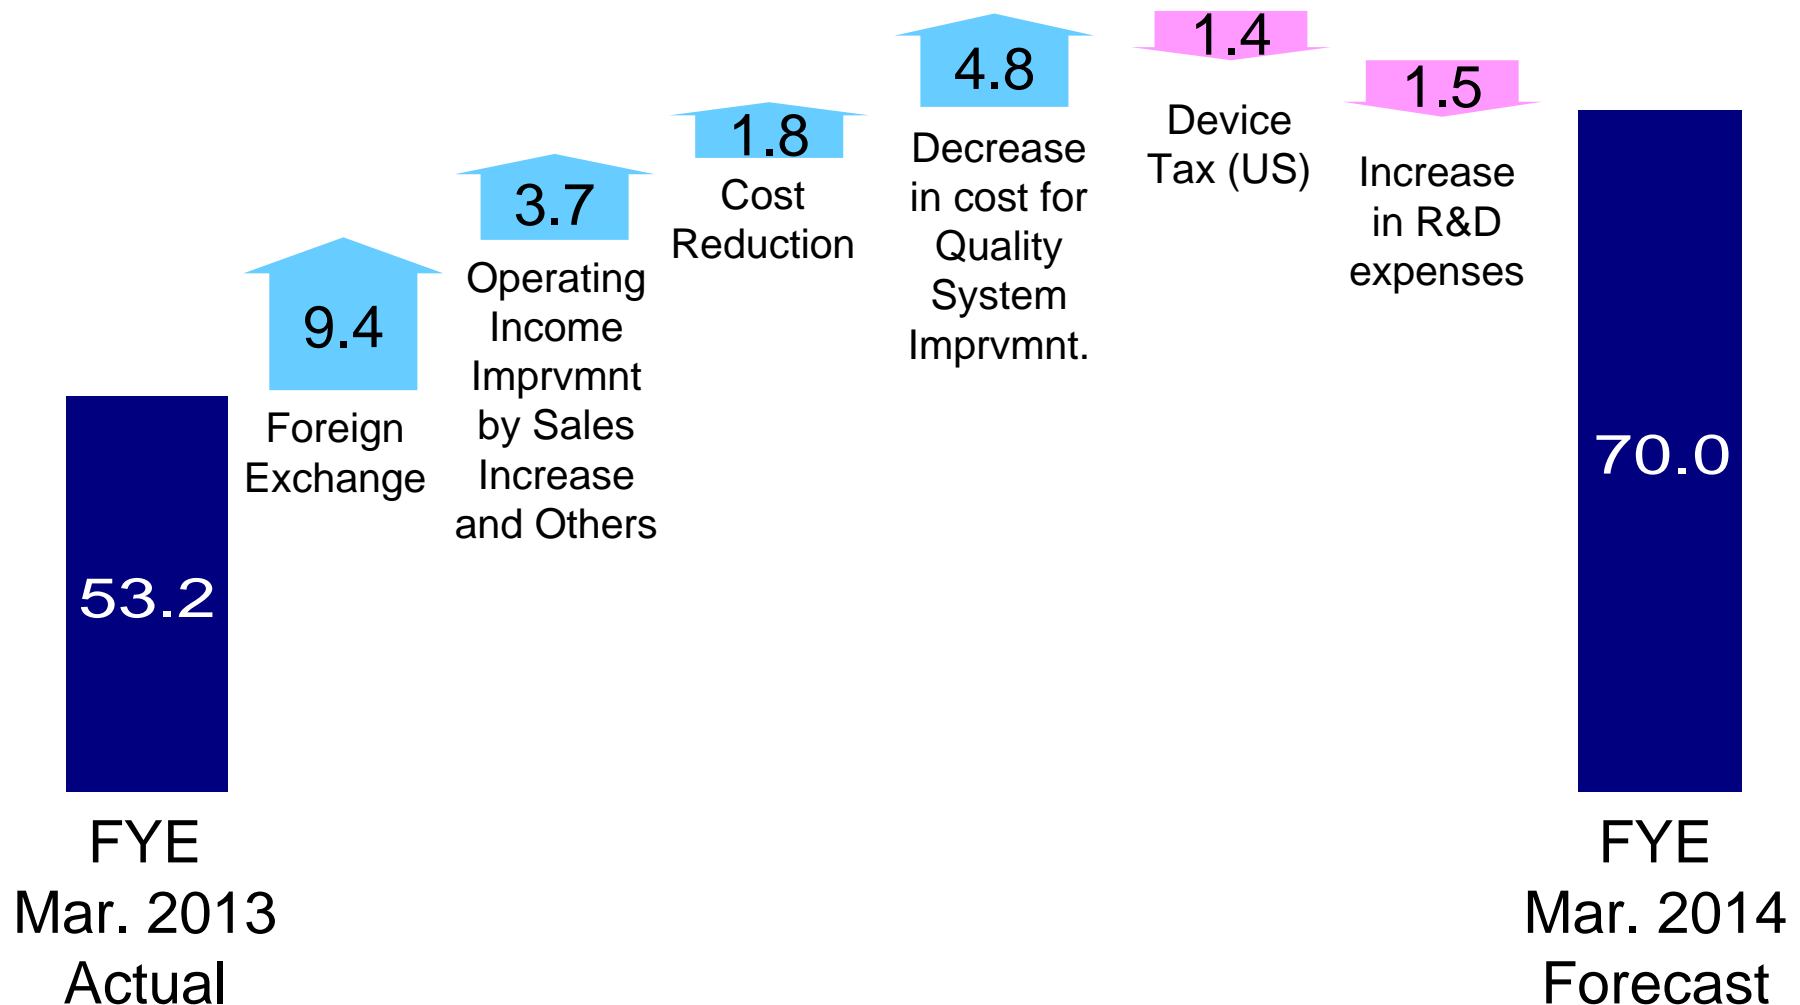 53.2
FYE
Mar. 2013
Actual
9.4
Foreign
Exchange
3.7
Operating
Income
Imprvmnt
by Sales
Increase
and Others
1.8
Cost
Reduction
4.8
Decrease
in cost for
Quality
System
Imprvmnt.
1.4
Device
Tax (US)
1.5
Increase
in R&D
expenses
70.0
FYE
Mar. 2014
Forecast